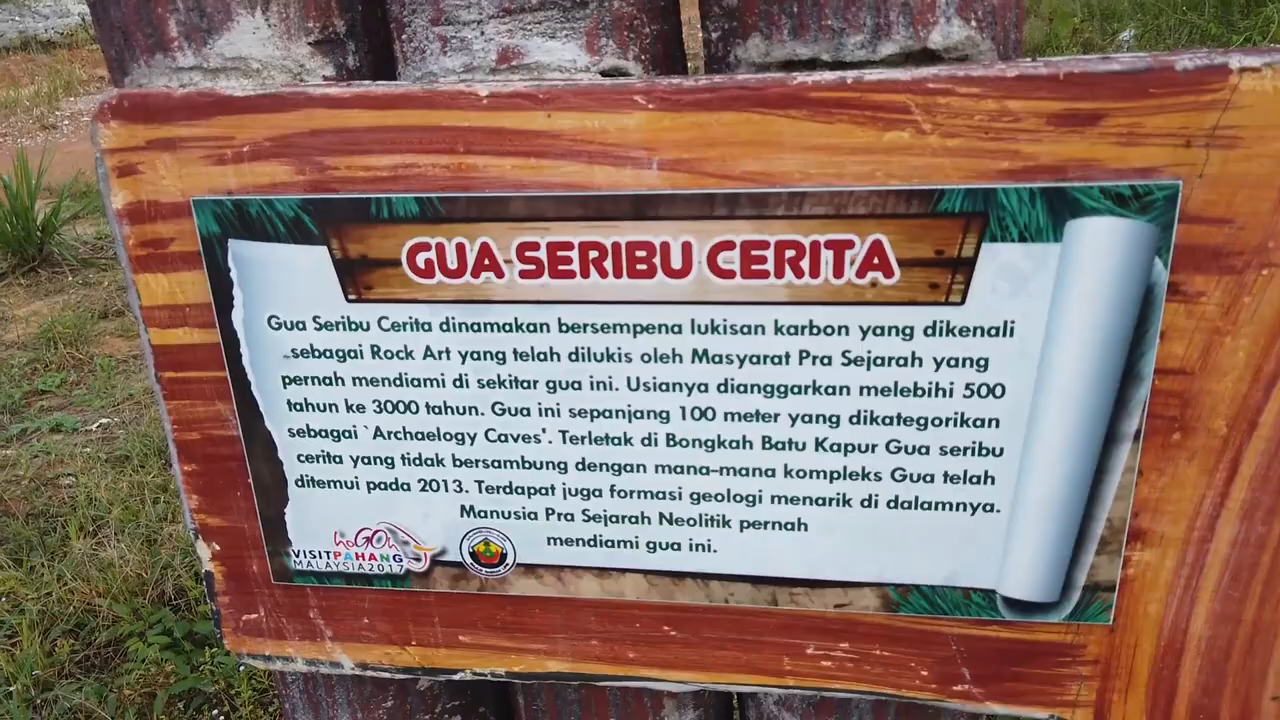 GUA SERIBU CERITA
Gua Seribu Cerita dinamakan bersempena lukisan karbon yang dikenali
sebagai Rock Art yang telah dilukis oleh Masyarat Pra Sejarah yang
pernah mendiami di sekitar gua ini. Usianya dianggarkan melebihi 500
tahun ke 3000 tahun. Gua ini sepanjang 100 meter yang dikategorikan
sebagai `Archaelogy Caves'. Terletak di Bongkah Batu Kapur Gua seribu
cerita yang tidak bersambung dengan mana-mana kompleks Gua telah
ditemui pada 2013. Terdapat juga formasi geologi menarik di dalamnya.
Manusia Pra Sejarah Neolitik pernah
mendiami gua ini.
VISIT PAHANG
MALAYSIA 2017